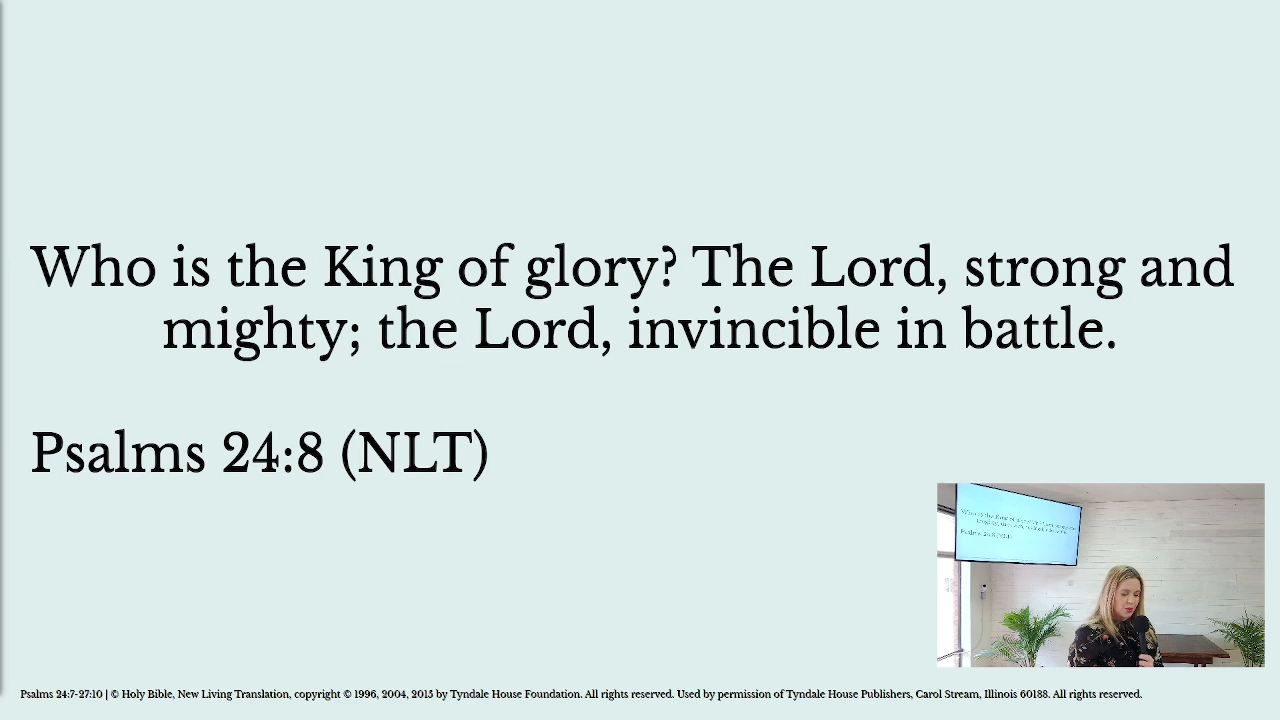 Who is the King of glory? The Lord, strong and
mighty; the Lord, invincible in battle.
Psalms 24:8 (NLT)
Psalms 24:7-27:10 | © Holy Bible, New Living Translation, copyright © 1996, 2004, 2015 by Tyndale House Foundation. All rights reserved. Used by permission of Tyndale House Publishers, Carol Stream, Illinois 60188. All rights reserved.